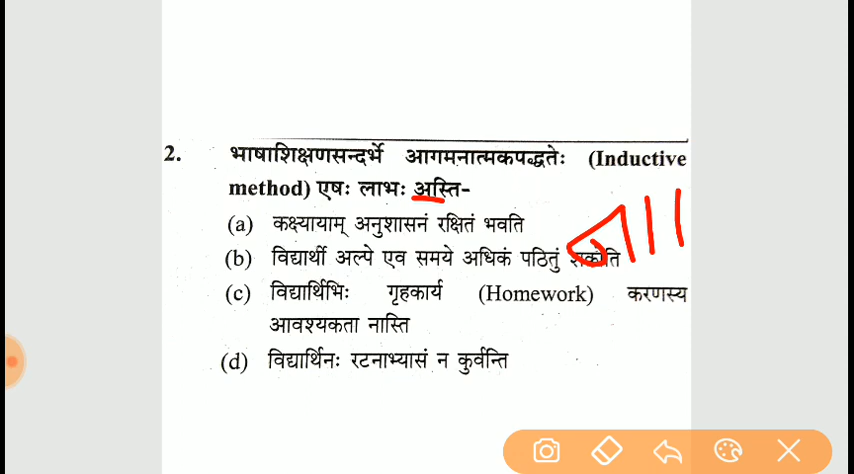 2. भाषाशिक्षणसन्दर्भे आगमनात्मकपद्धतेः (Inductive
method) एषः लाभः अस्ति-
(a) कक्ष्यायाम् अनुशासनं रक्षितं भवति
(b) विद्यार्थी अल्पे एव समये अधिकं पठितुं शक्नोति
(c) विद्यार्थिभिः गृहकार्य (Homework) करणस्य
आवश्यकता नास्ति
(d) विद्यार्थिनः रटनाभ्यासं न कुर्वन्ति